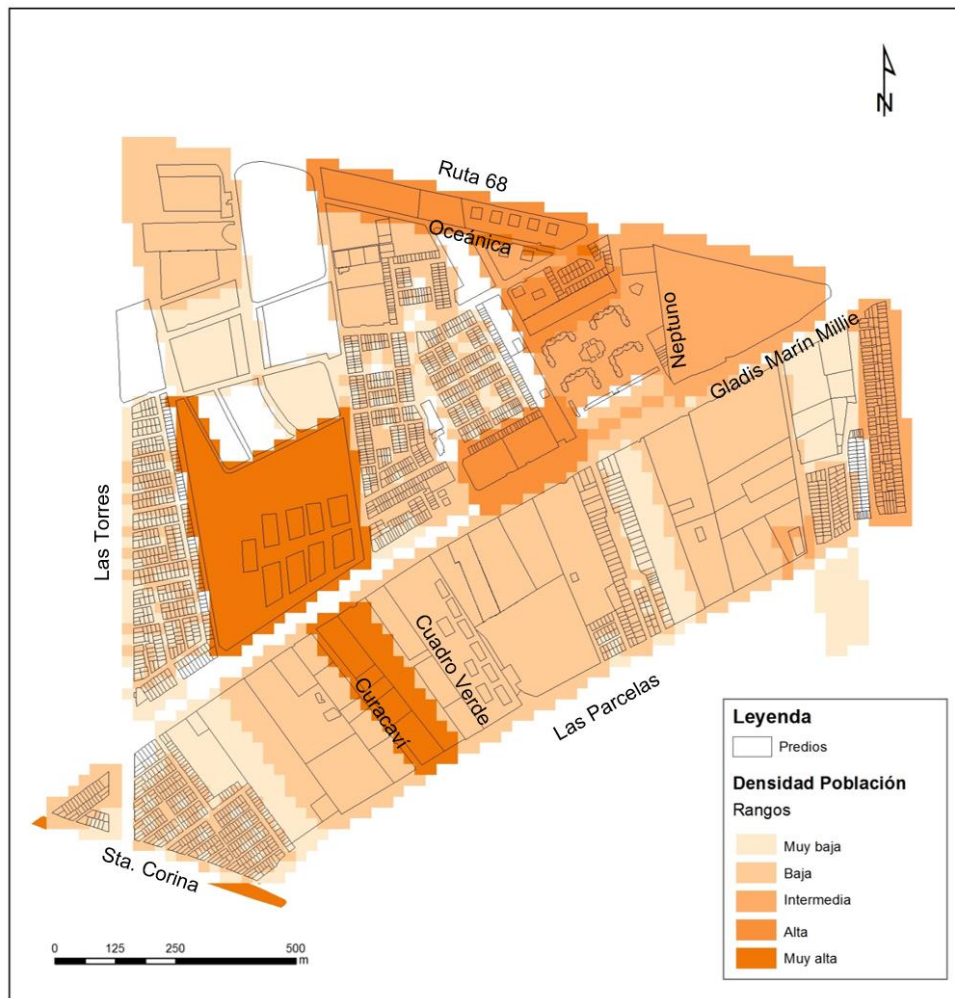 N
Ruta 68
Oceánica
Neptuno
Gladis Marín Millie
Las Torres
Cuadro Verde
Curacaví
Las Parcelas
Sta. Corina
Leyenda
Predios
Densidad Población
Rangos
Muy baja
Baja
Intermedia
Alta
Muy alta
0 125 250 500
m